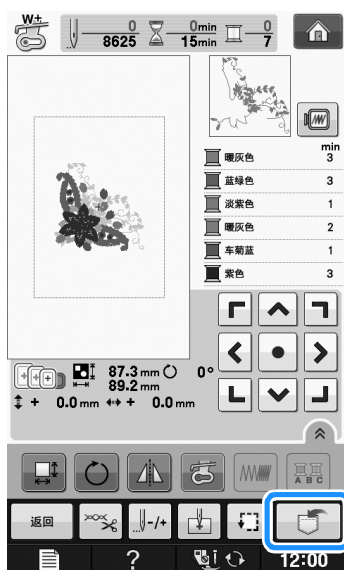 W+
0 0min 0
8625 15min 7
min
暖灰色 3
蓝绿色 3
淡紫色 1
暖灰色 2
车菊蓝 1
紫色 3
87.3 mm 0°
89.2 mm
+ 0.0 mm + 0.0 mm
A B C
返回 -/+
? 12:00